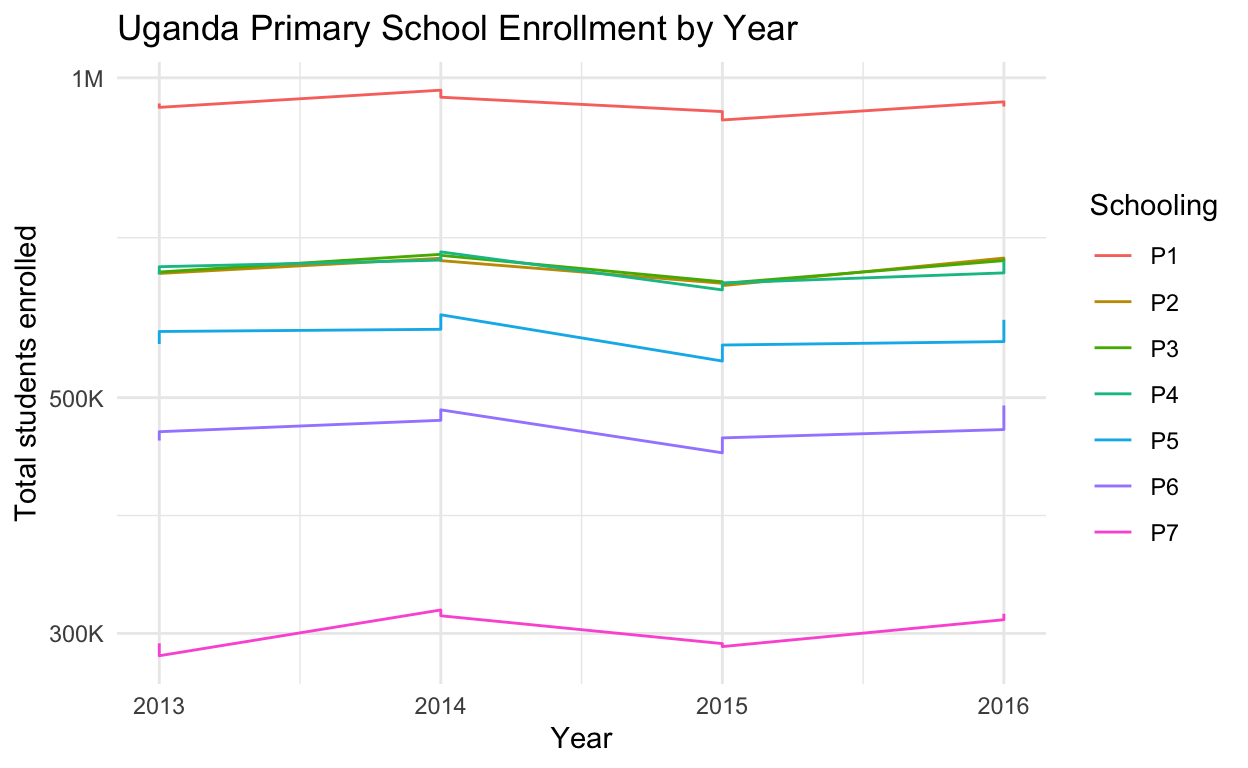 Uganda Primary School Enrollment by Year
1M
500K
300K
Total students enrolled
2013 2014 2015 2016
Year
Schooling
P1
P2
P3
P4
P5
P6
P7